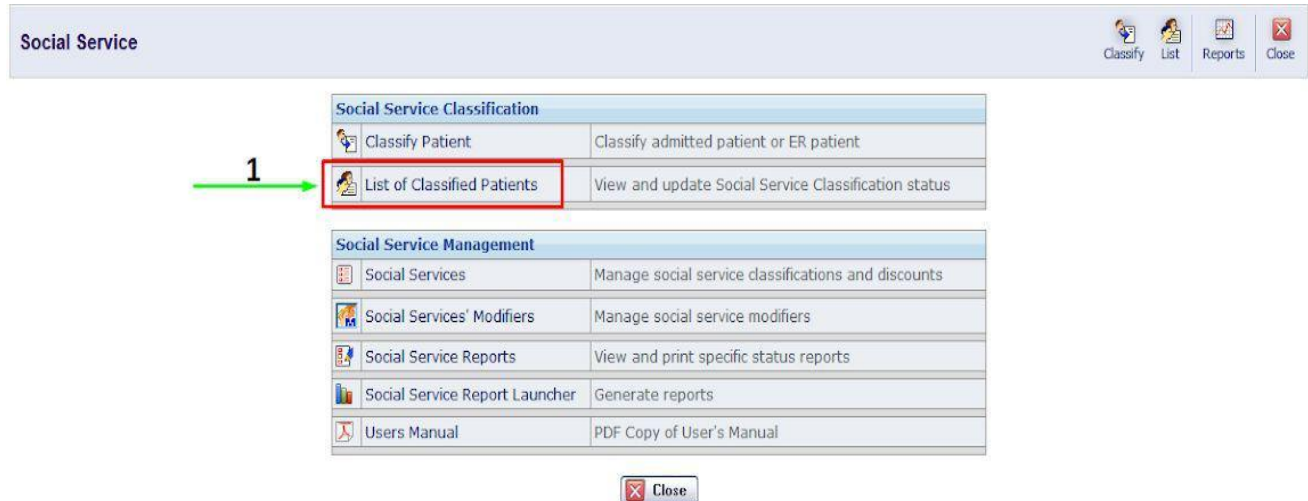 Social Service
Classify List Reports Close
Social Service Classification
Classify Patient Classify admitted patient or ER patient
1
List of Classified Patients View and update Social Service Classification status
Social Service Management
Social Services Manage social service classifications and discounts
Social Services' Modifiers Manage social service modifiers
Social Service Reports View and print specific status reports
Social Service Report Launcher Generate reports
Users Manual PDF Copy of User's Manual
Close